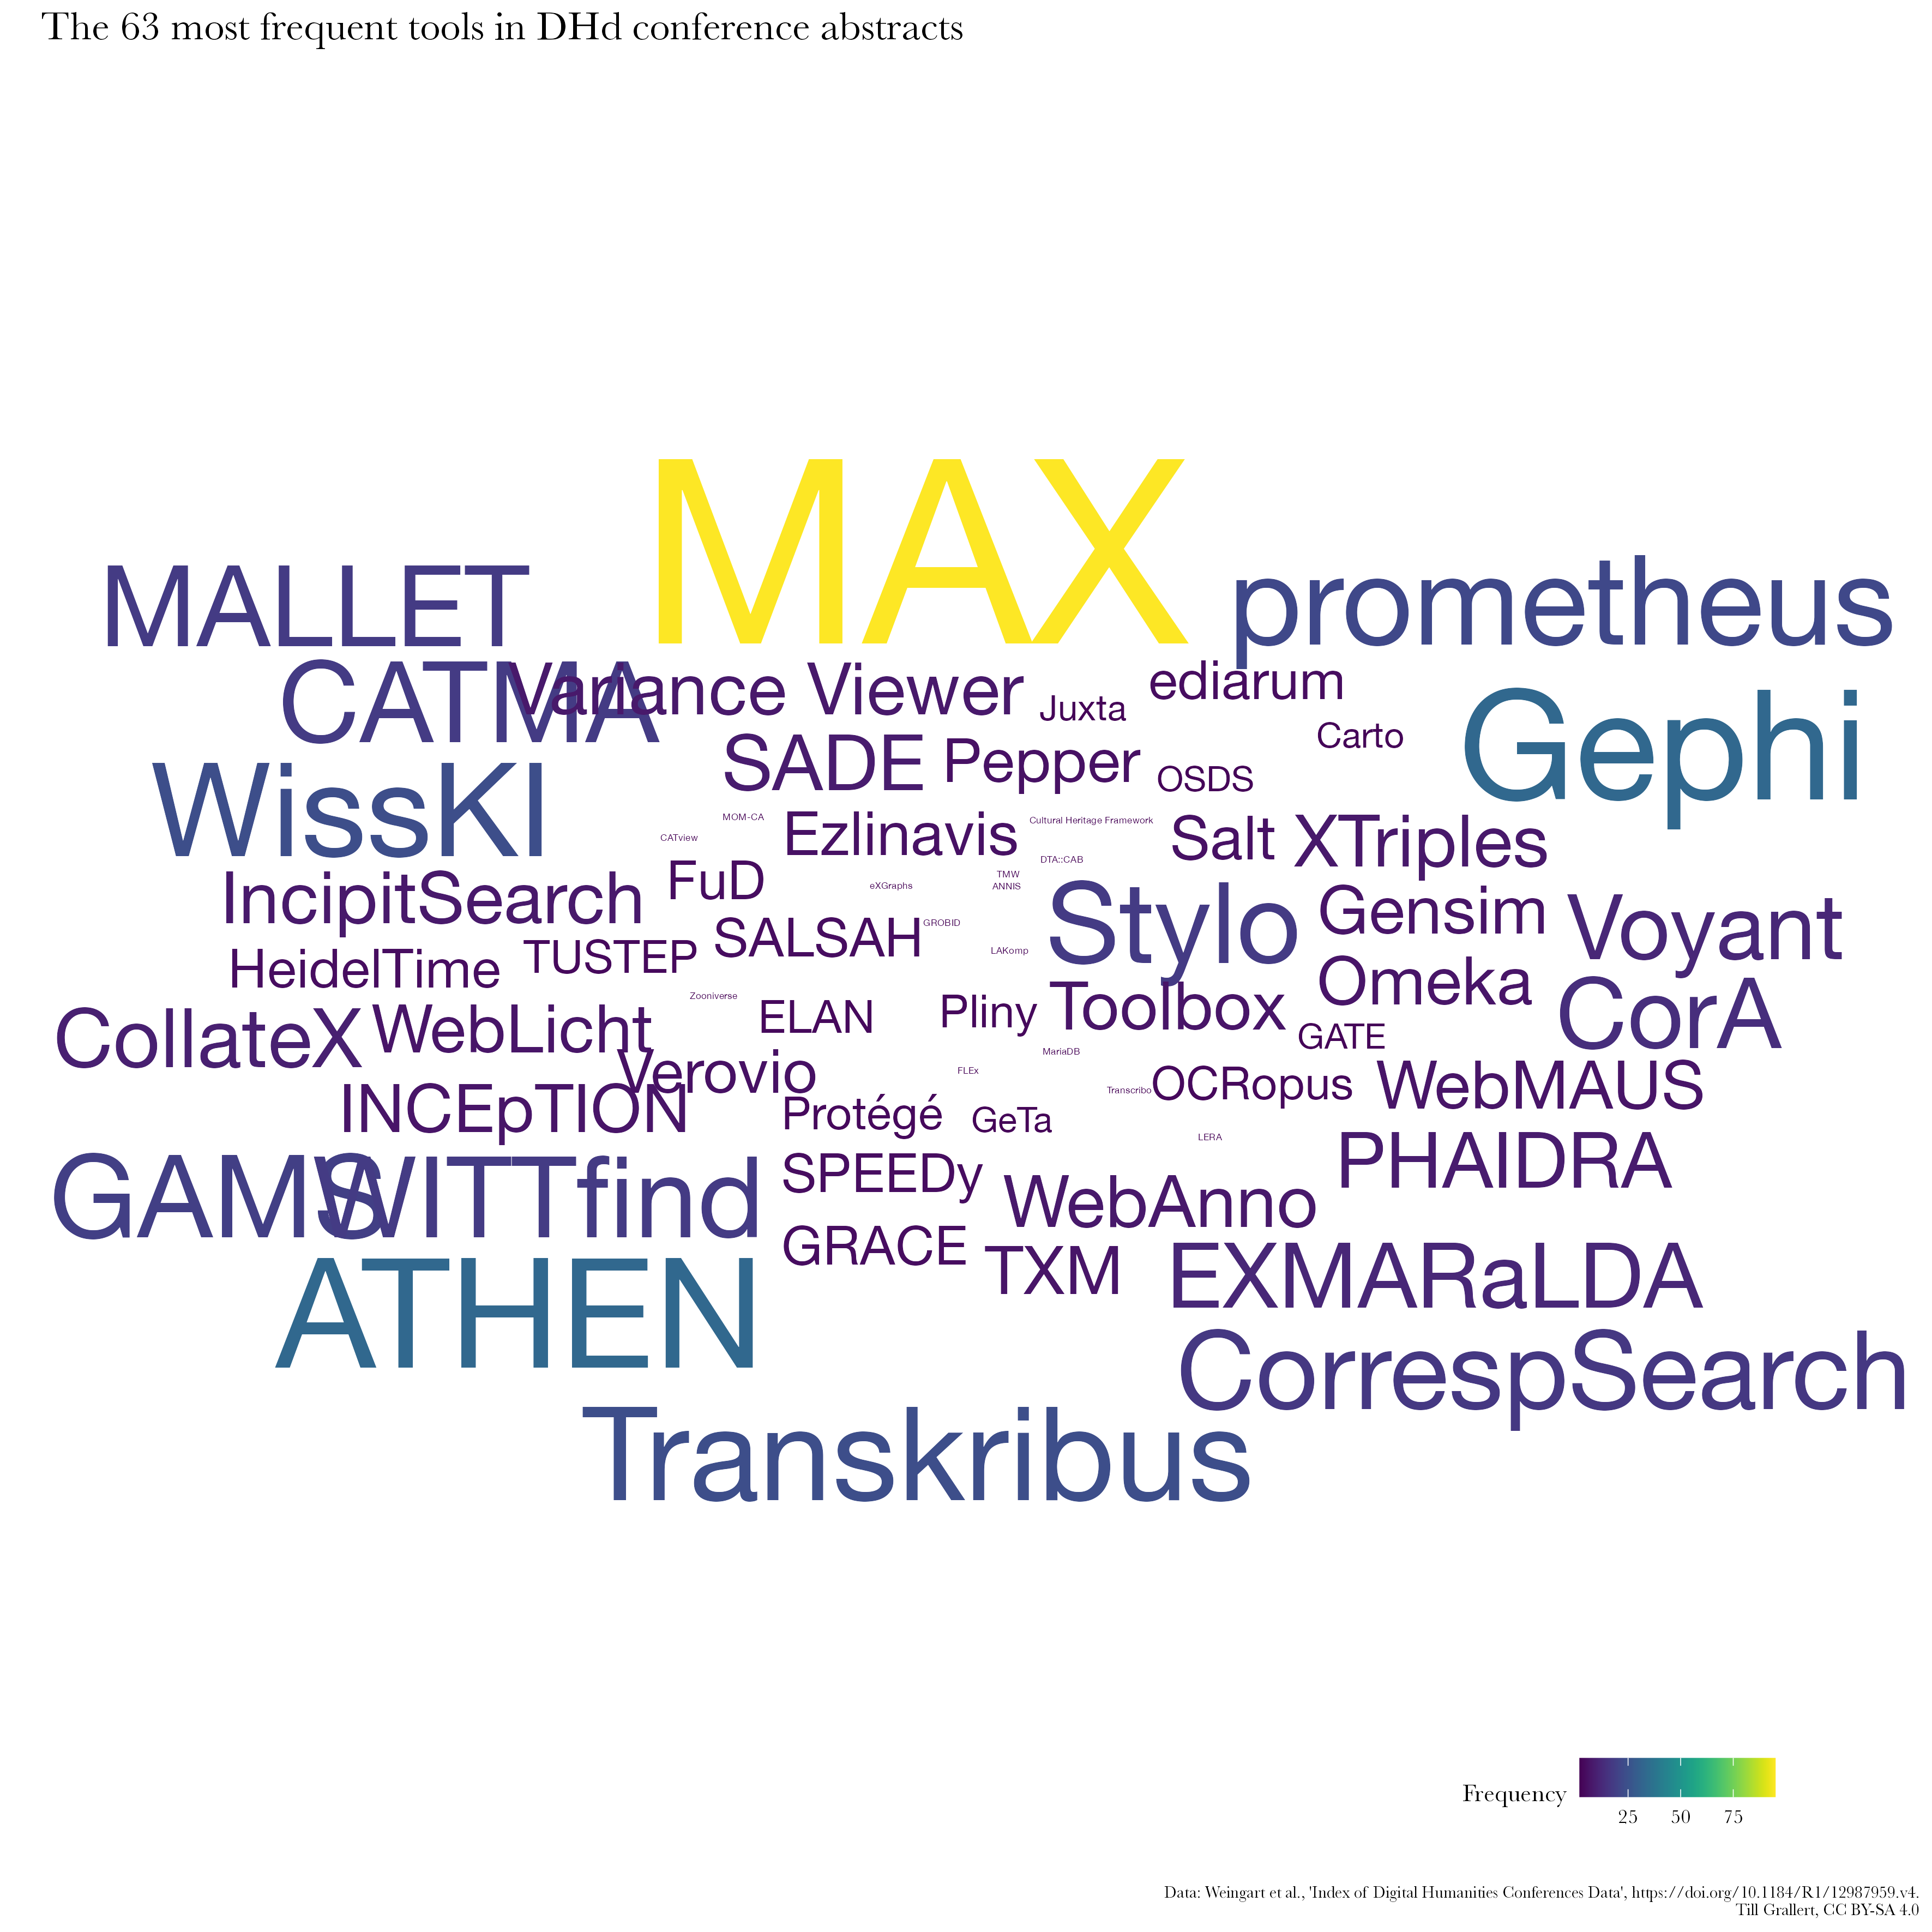 The 63 most frequent tools in DHd conference abstracts
MAX
MALLET
prometheus
CATMA
Variance Viewer
Juxta
ediarum
Carto
Gephi
WissKI
SADE
Pepper
OSDS
MOM-CA
CATview
Ezlinavis
Cultural Heritage Framework
Salt
XTriples
DTA::CAB
IncipitSearch
FuD
eXGraphs
TMW
ANNIS
Stylo
Gensim
Voyant
HeidelTime
TUSTEP
SALSAH
GROBID
LAKomp
Omeka
Zooniverse
CollateX
WebLicht
ELAN
Pliny
Toolbox
GATE
CorA
MariaDB
Verovio
FLEx
Transcribo
OCRopus
WebMAUS
INCEpTION
Protégé
GeTa
LERA
GAMS
WITTfind
SPEEDy
WebAnno
PHAIDRA
GRACE
TXM
EXMARaLDA
ATHEN
CorrespSearch
Transkribus
Frequency
25 50 75
Data: Weingart et al., 'Index of Digital Humanities Conferences Data', https://doi.org/10.1184/R1/12987959.v4.
Till Grallert, CC BY-SA 4.0